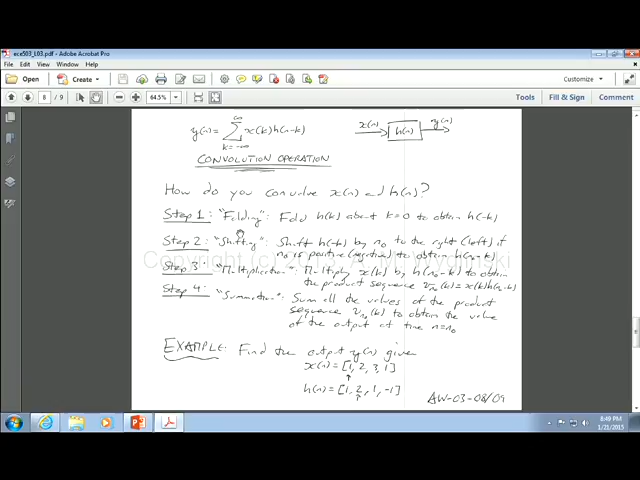 ece503_L03.pdf - Adobe Acrobat Pro
File Edit View Window Help
Open Create Customize
8 / 9 64.5% Tools Fill & Sign Comment
y(n) = ∑ x(k)h(n-k) x(n) h(n) y(n)
∞
k=-∞
CONVOLUTION OPERATION
How do you convolve x(n) and h(n)?
Step 1: "Folding": Fold h(k) about k=0 to obtain h(-k)
Step 2: "Shifting": Shift h(-k) by n₀ to the right (left) if
n₀ is positive (negative) to obtain h(n₀-k)
Step 3: "Multiplication": Multiply x(k) by h(n₀-k) to obtain
the product sequence vn₀(k)=x(k)h(n₀-k)
Step 4: "Summation": Sum all the values of the product
sequence vn₀(k) to obtain the value
of the output at time n=n₀
Copyright (C) 2013
EXAMPLE: Find the output y(n) given
x(n) = [1, 2, 3, 1]
↑
h(n) = [1, 2, 1, -1]
↑
AW-03-08/09
8:49 PM
1/21/2015